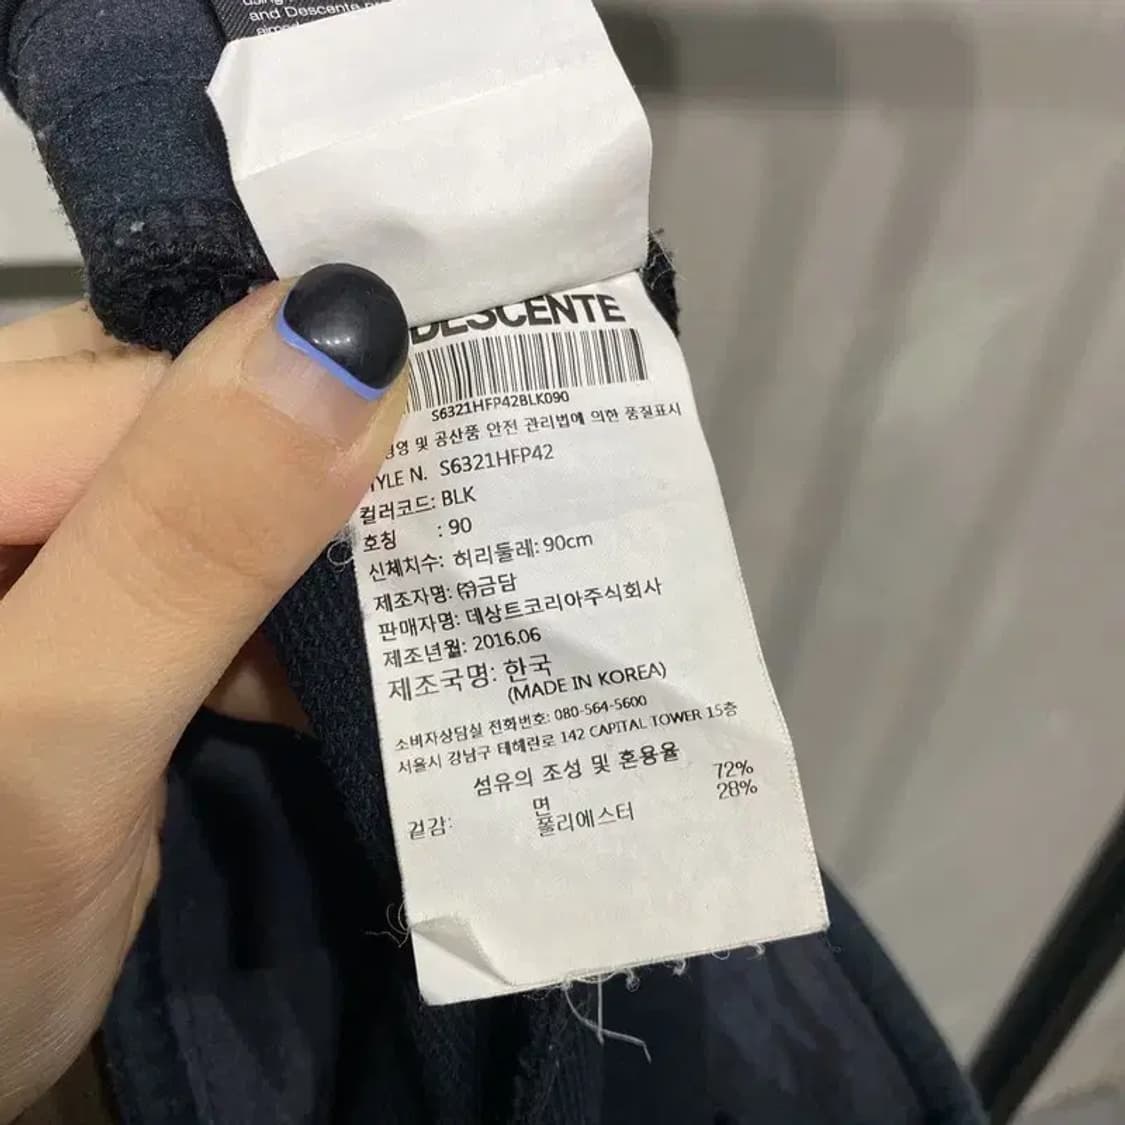 and Descente
DESCENTE
S6321HFP42BLK090
및 공산품 안전 관리법에 의한 품질표시
STYLE N. S6321HFP42
컬러코드: BLK
호칭 : 90
신체치수: 허리둘레: 90cm
제조자명: ㈜금담
판매자명: 데상트코리아주식회사
제조년월: 2016.06
제조국명: 한국
(MADE IN KOREA)
소비자상담실 전화번호: 080-564-5600
서울시 강남구 테헤란로 142 CAPITAL TOWER 15층
섬유의 조성 및 혼용율
면 72%
겉감: 폴리에스터 28%